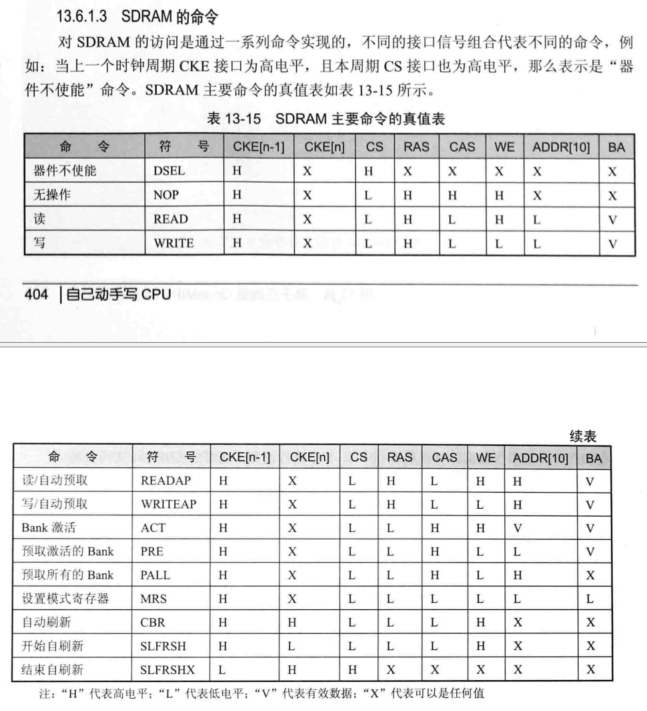 13.6.1.3 SDRAM 的命令
对 SDRAM 的访问是通过一系列命令实现的，不同的接口信号组合代表不同的命令，例
如：当上一个时钟周期 CKE 接口为高电平，且本周期 CS 接口也为高电平，那么表示是“器
件不使能”命令。SDRAM 主要命令的真值表如表 13-15 所示。
表 13-15 SDRAM 主要命令的真值表
命 令 符 号 CKE[n-1] CKE[n] CS RAS CAS WE ADDR[10] BA
器件不使能 DSEL H X H X X X X X
无操作 NOP H X L H H H X X
读 READ H X L H L H L V
写 WRITE H X L H L L L V
404 | 自己动手写 CPU
续表
命 令 符 号 CKE[n-1] CKE[n] CS RAS CAS WE ADDR[10] BA
读/自动预取 READAP H X L H L H H V
写/自动预取 WRITEAP H X L H L L H V
Bank 激活 ACT H X L L H H V V
预取激活的 Bank PRE H X L L H L L V
预取所有的 Bank PALL H X L L H L H X
设置模式寄存器 MRS H X L L L L L L
自动刷新 CBR H H L L L H X X
开始自刷新 SLFRSH H L L L L H X X
结束自刷新 SLFRSHX L H H X X X X X
注：“H”代表高电平；“L”代表低电平；“V”代表有效数据；“X”代表可以是任何值